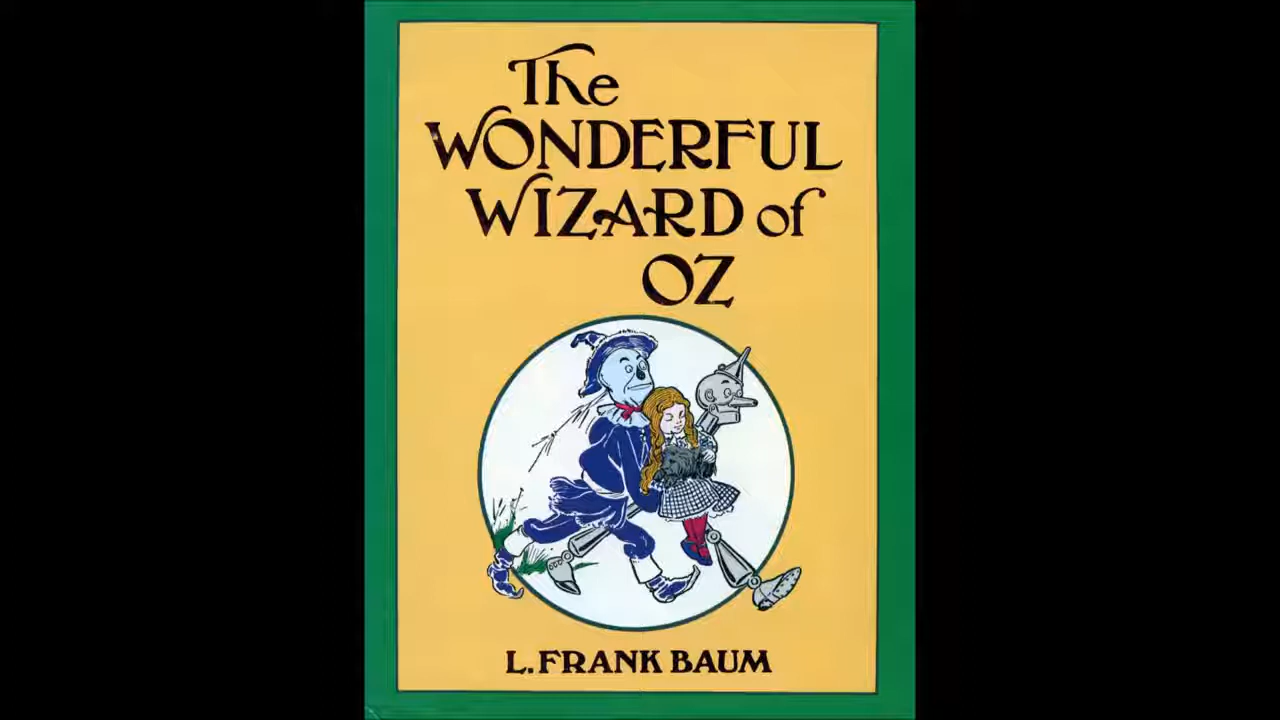 The
WONDERFUL
WIZARD of
OZ
L. FRANK BAUM